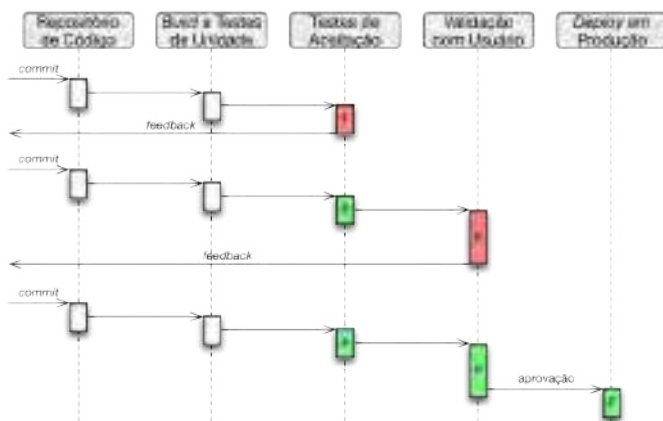 Repositório
de Código
Build e Testes
de Unidade
Testes de
Aceitação
Validação
com Usuário
Deploy em
Produção
commit
feedback
commit
feedback
commit
aprovação